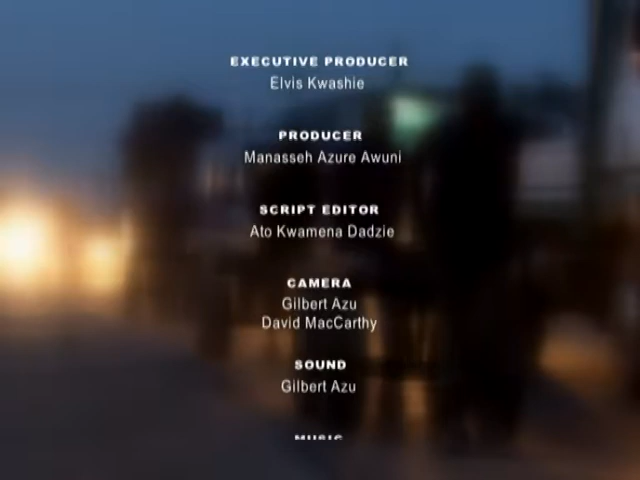 EXECUTIVE PRODUCER
Elvis Kwashie
PRODUCER
Manasseh Azure Awuni
SCRIPT EDITOR
Ato Kwamena Dadzie
CAMERA
Gilbert Azu
David MacCarthy
SOUND
Gilbert Azu
MUSIC